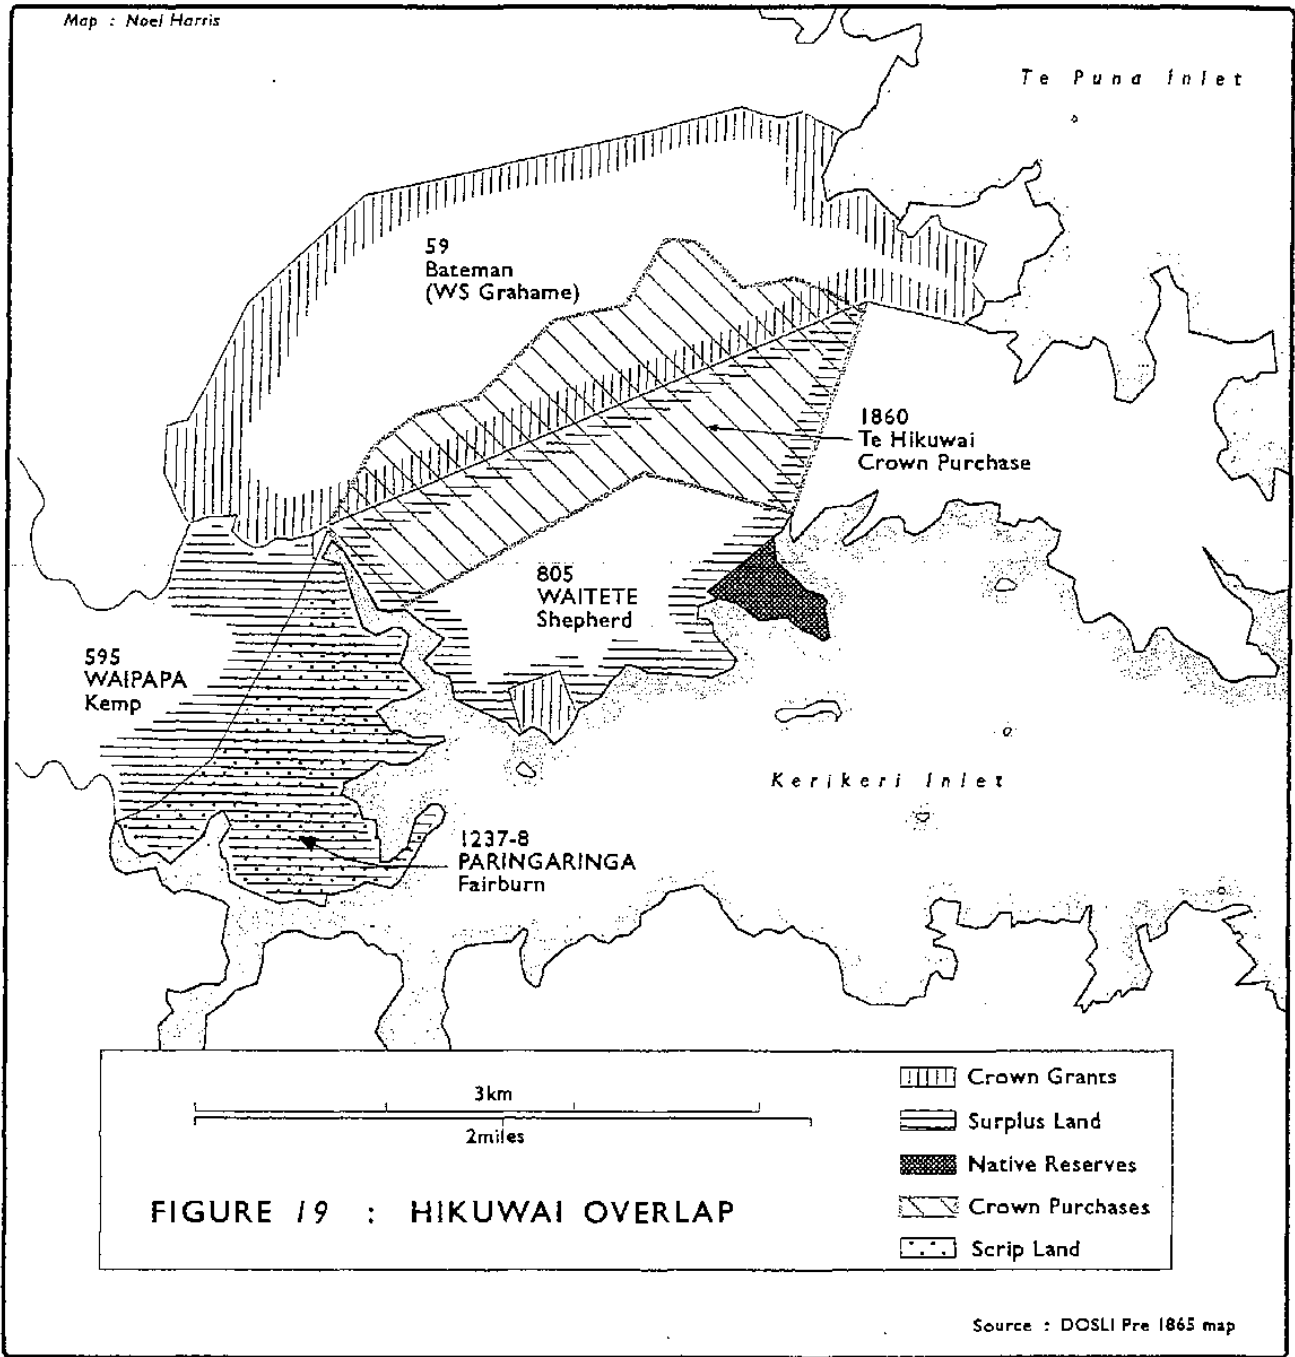 Map : Noel Harris
Te Puna Inlet
59
Bateman
(WS Grahame)
1860
Te Hikuwai
Crown Purchase
805
WAITETE
Shepherd
595
WAIPAPA
Kemp
Kerikeri Inlet
1237-8
PARINGARINGA
Fairburn
3km
2miles
FIGURE 19 : HIKUWAI OVERLAP
Crown Grants
Surplus Land
Native Reserves
Crown Purchases
Scrip Land
Source : DOSLI Pre 1865 map